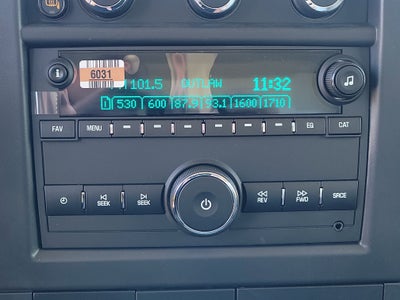 6031
101.5 OUTLAW 11:32
1 530 600 87.9 93.1 1600 1710
FAV MENU EQ CAT
SEEK SEEK REV FWD SRCE